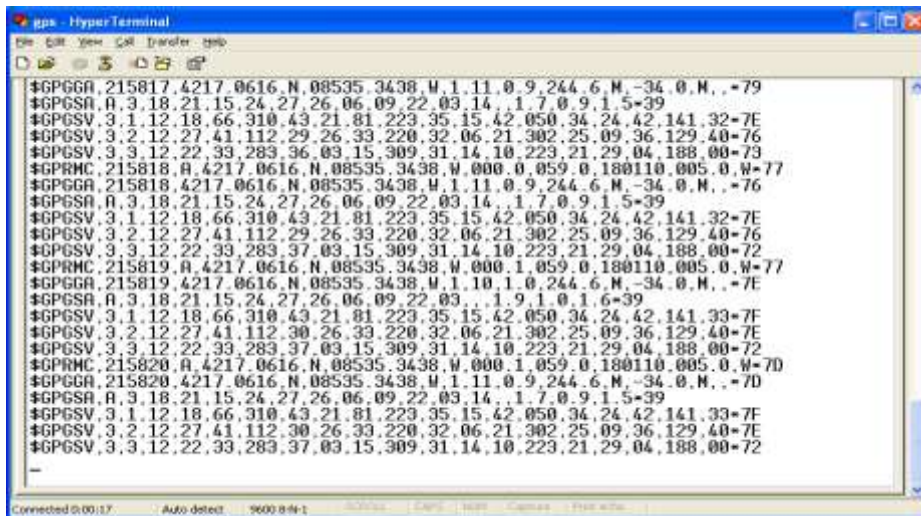 gps - HyperTerminal
File Edit View Call Transfer Help
$GPGGA,215817,4217.0616,N,08535.3438,W,1,11,0.9,244.6,M,-34.0,M,,*79
$GPGSA,A,3,18,21,15,24,27,26,06,09,22,03,14,,1.7,0.9,1.5*39
$GPGSV,3,1,12,18,66,310,43,21,81,223,35,15,42,050,34,24,42,141,32*7E
$GPGSV,3,2,12,27,41,112,29,26,33,220,32,06,21,302,25,09,36,129,40*76
$GPGSV,3,3,12,22,33,283,36,03,15,309,31,14,10,223,21,29,04,188,00*73
$GPRMC,215818,A,4217.0616,N,08535.3438,W,000.0,059.0,180110,005.0,W*77
$GPGGA,215818,4217.0616,N,08535.3438,W,1,11,0.9,244.6,M,-34.0,M,,*76
$GPGSA,A,3,18,21,15,24,27,26,06,09,22,03,14,,1.7,0.9,1.5*39
$GPGSV,3,1,12,18,66,310,43,21,81,223,35,15,42,050,34,24,42,141,32*7E
$GPGSV,3,2,12,27,41,112,29,26,33,220,32,06,21,302,25,09,36,129,40*76
$GPGSV,3,3,12,22,33,283,37,03,15,309,31,14,10,223,21,29,04,188,00*72
$GPRMC,215819,A,4217.0616,N,08535.3438,W,000.1,059.0,180110,005.0,W*77
$GPGGA,215819,4217.0616,N,08535.3438,W,1,10,1.0,244.6,M,-34.0,M,,*7E
$GPGSA,A,3,18,21,15,24,27,26,06,09,22,03,,,1.9,1.0,1.6*39
$GPGSV,3,1,12,18,66,310,43,21,81,223,35,15,42,050,34,24,42,141,33*7F
$GPGSV,3,2,12,27,41,112,30,26,33,220,32,06,21,302,25,09,36,129,40*7E
$GPGSV,3,3,12,22,33,283,37,03,15,309,31,14,10,223,21,29,04,188,00*72
$GPRMC,215820,A,4217.0616,N,08535.3438,W,000.1,059.0,180110,005.0,W*7D
$GPGGA,215820,4217.0616,N,08535.3438,W,1,11,0.9,244.6,M,-34.0,M,,*7D
$GPGSA,A,3,18,21,15,24,27,26,06,09,22,03,14,,1.7,0.9,1.5*39
$GPGSV,3,1,12,18,66,310,43,21,81,223,35,15,42,050,34,24,42,141,33*7F
$GPGSV,3,2,12,27,41,112,30,26,33,220,32,06,21,302,25,09,36,129,40*7E
$GPGSV,3,3,12,22,33,283,37,03,15,309,31,14,10,223,21,29,04,188,00*72
Connected 0:00:17 Auto detect 9600 8-N-1 SCROLL CAPS NUM Capture Print echo